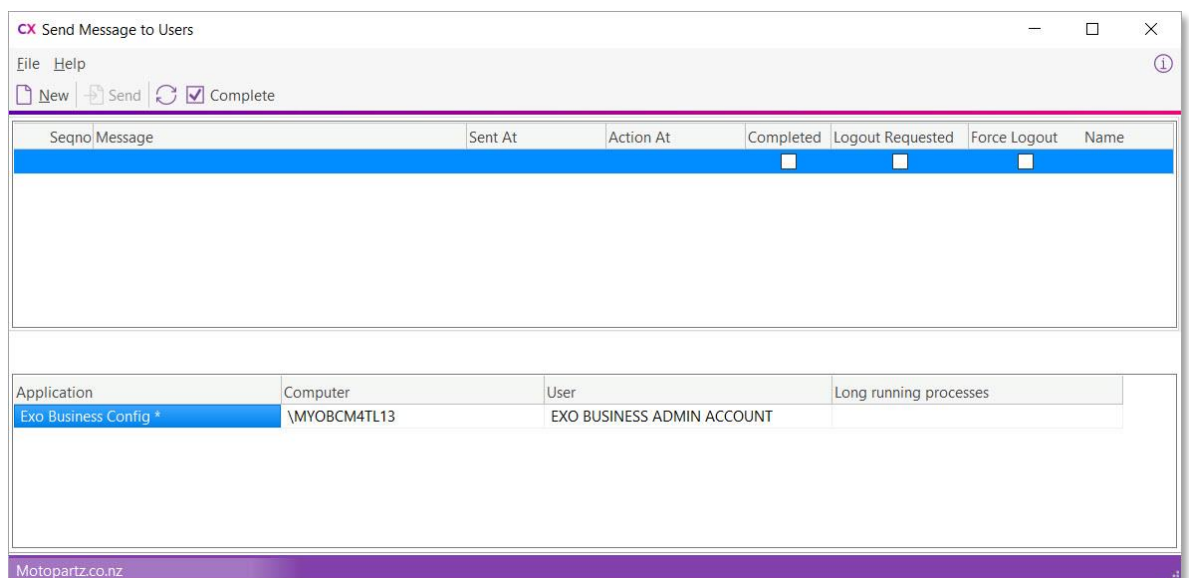 CX Send Message to Users
File Help
New Send Complete
Seqno Message Sent At Action At Completed Logout Requested Force Logout Name
Application Computer User Long running processes
Exo Business Config * \MYOBCM4TL13 EXO BUSINESS ADMIN ACCOUNT
Motopartz.co.nz